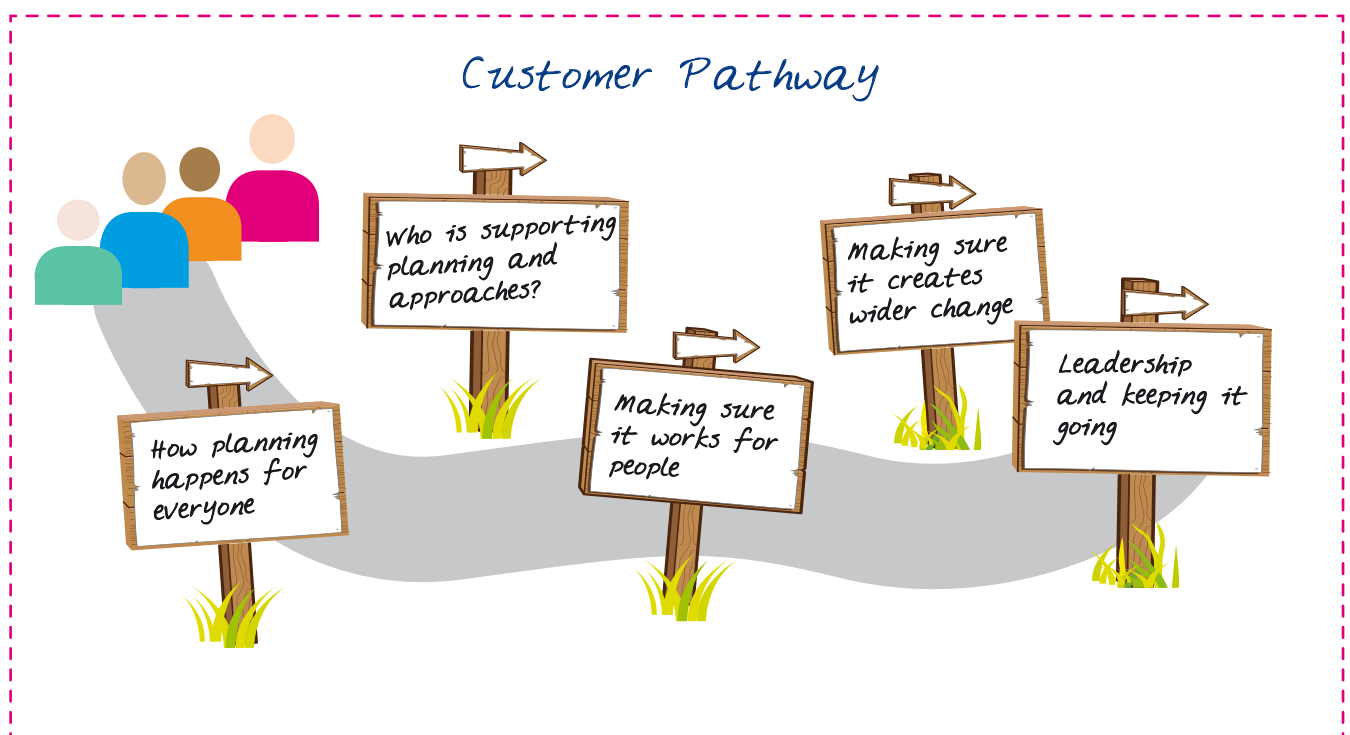 Customer Pathway
How planning
happens for
everyone
Who is supporting
planning and
approaches?
Making sure
it works for
people
Making sure
it creates
wider change
Leadership
and keeping it
going